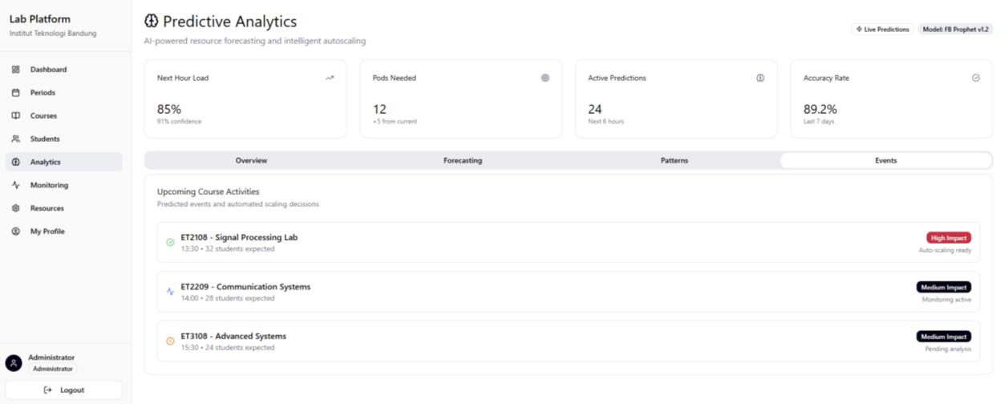 Lab Platform
Institut Teknologi Bandung
Dashboard
Periods
Courses
Students
Analytics
Monitoring
Resources
My Profile
Administrator
Administrator
Logout
Predictive Analytics
AI-powered resource forecasting and intelligent autoscaling
Live Predictions
Model: FB Prophet v1.2
Next Hour Load
85%
91% confidence
Pods Needed
12
+5 from current
Active Predictions
24
Next 6 hours
Accuracy Rate
89.2%
Last 7 days
Overview
Forecasting
Patterns
Events
Upcoming Course Activities
Predicted events and automated scaling decisions
ET2108 - Signal Processing Lab
13:30 • 32 students expected
High Impact
Auto-scaling ready
ET2209 - Communication Systems
14:00 • 28 students expected
Medium Impact
Monitoring active
ET3108 - Advanced Systems
15:30 • 24 students expected
Medium Impact
Pending analysis